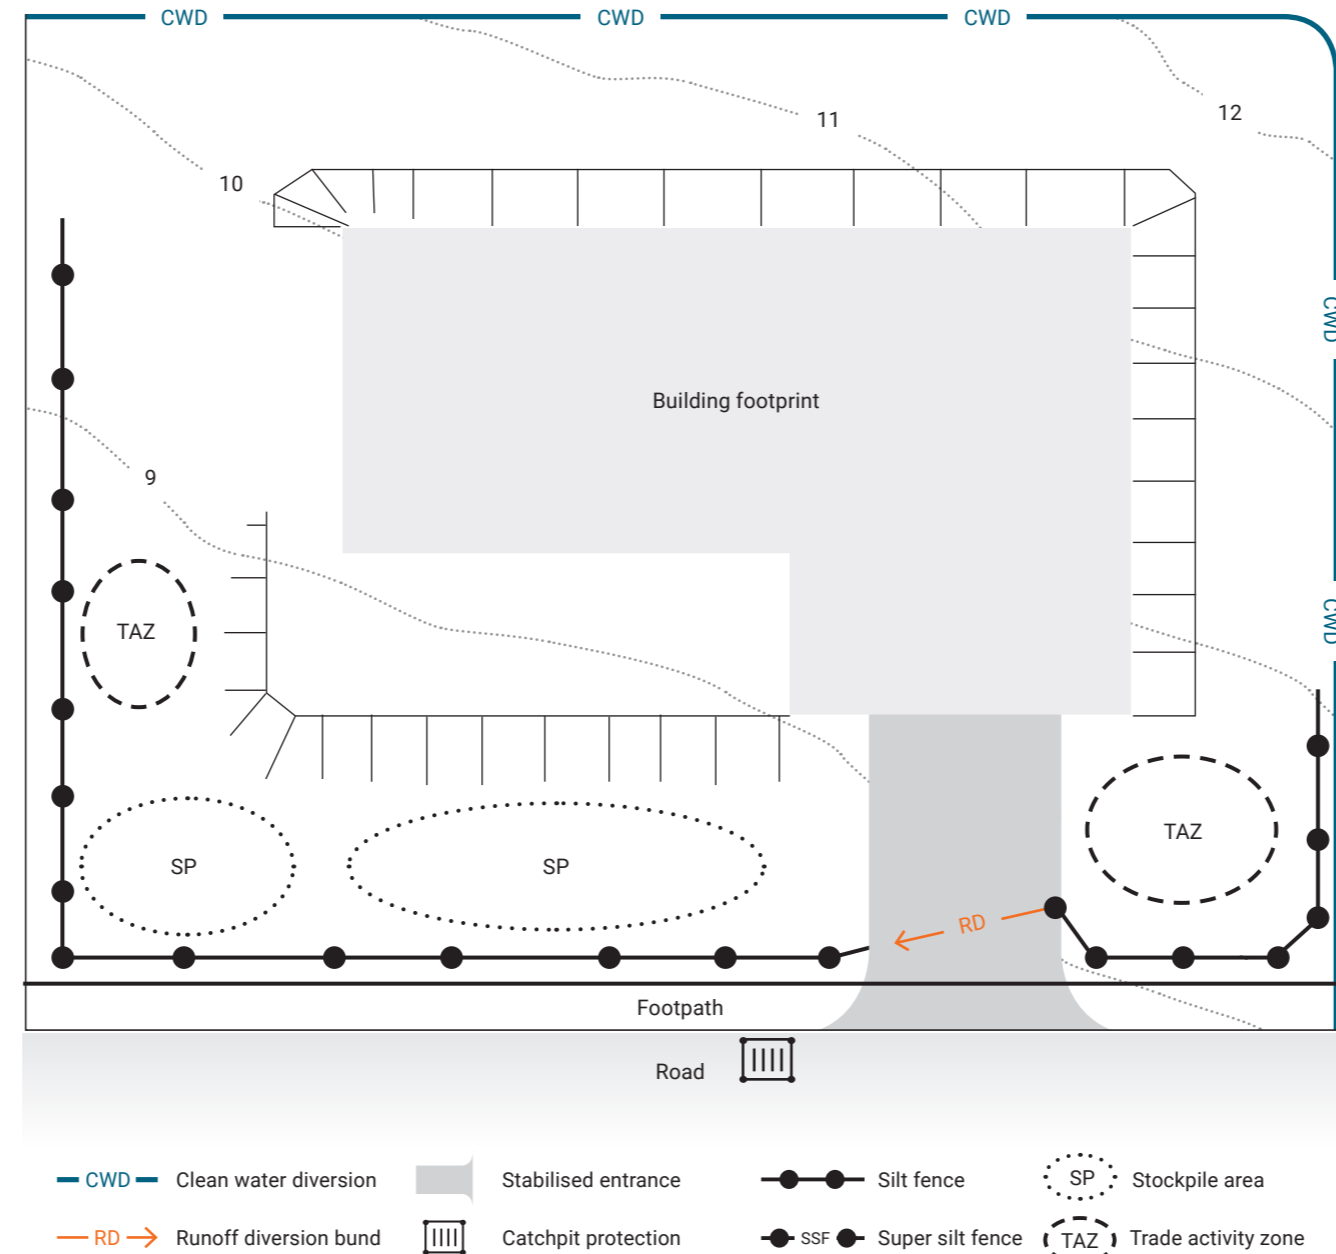 CWD CWD CWD
12
11
10
CWD
Building footprint
9
CWD
TAZ
TAZ
SP SP
RD
Footpath
Road
CWD Clean water diversion Stabilised entrance Silt fence SP Stockpile area
RD Runoff diversion bund Catchpit protection SSF Super silt fence TAZ Trade activity zone